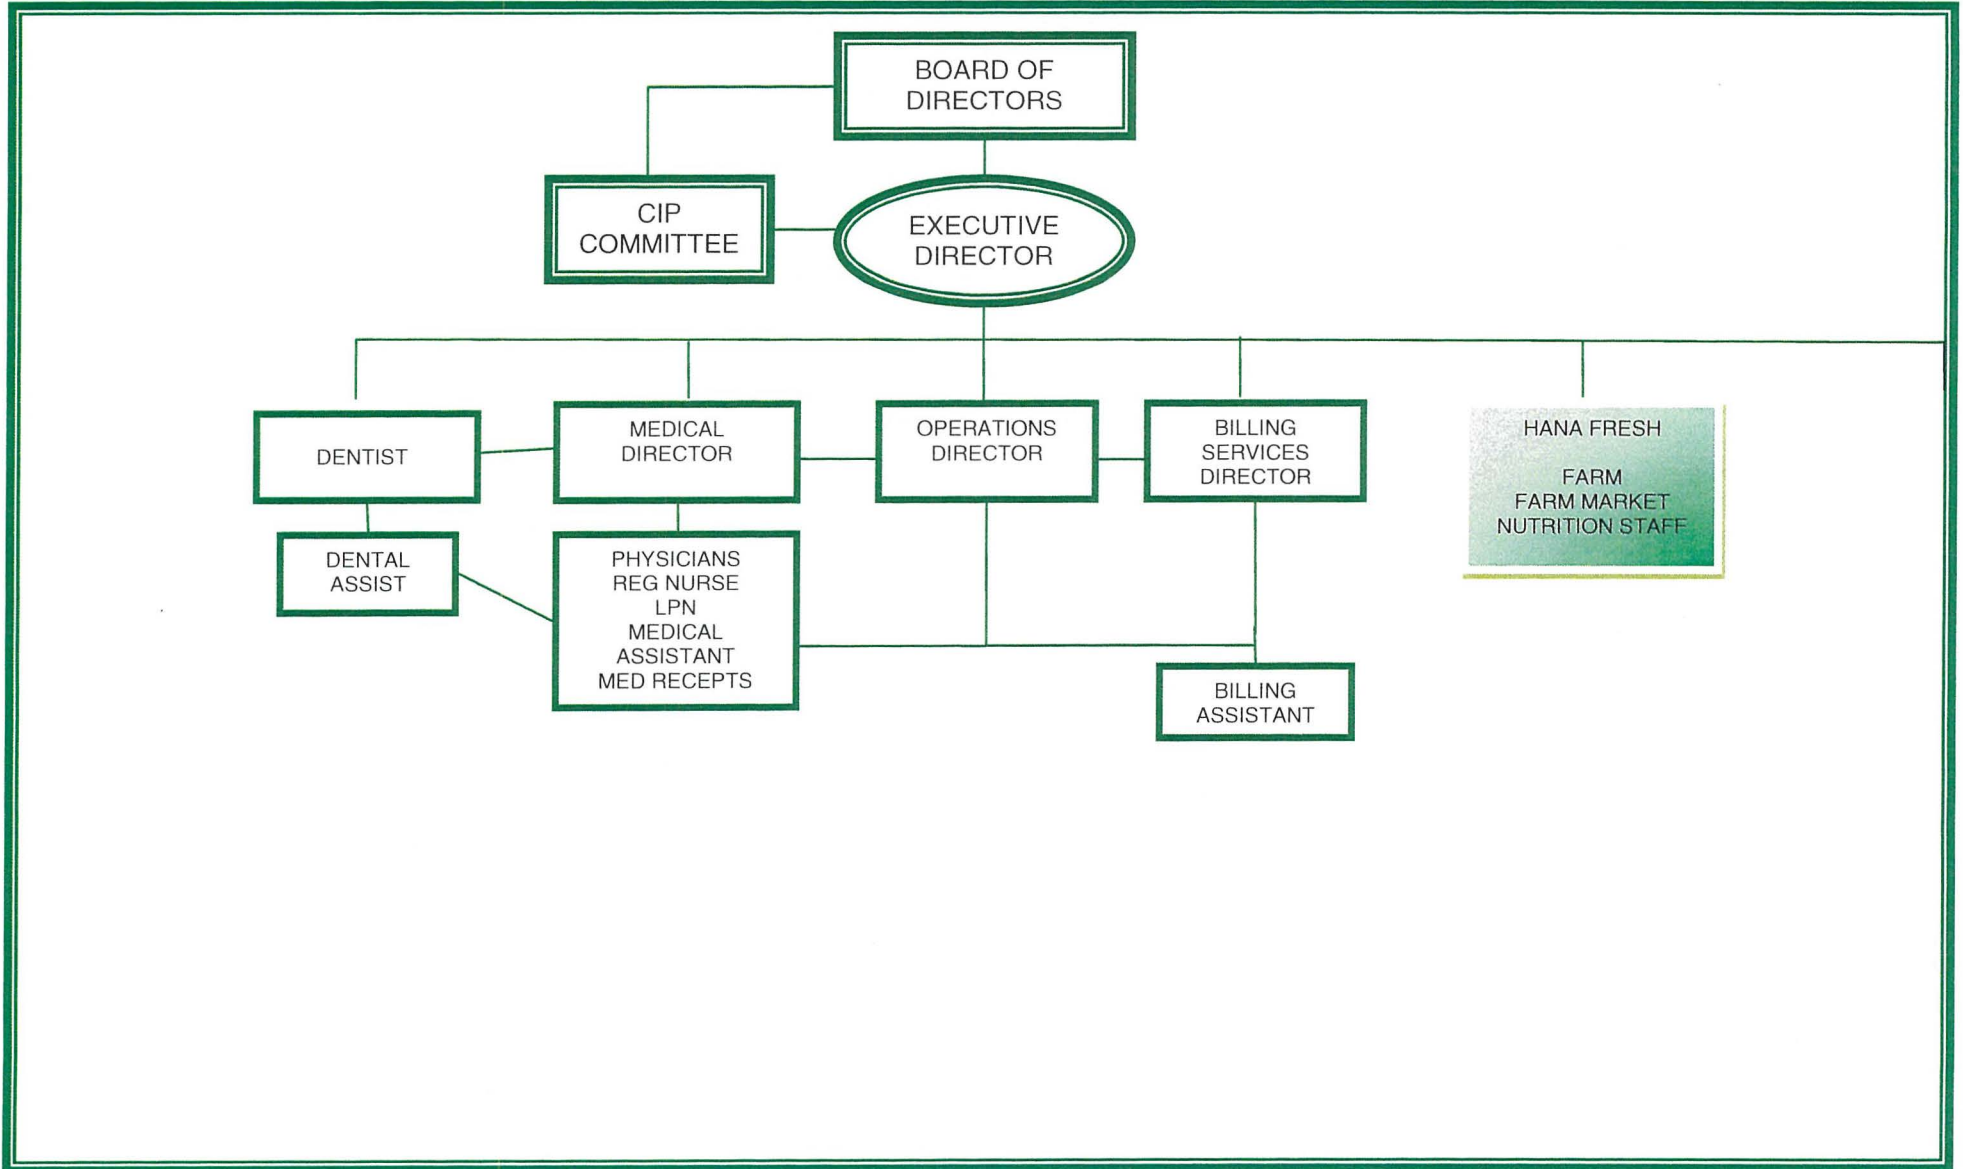 BOARD OF
DIRECTORS
CIP
COMMITTEE
EXECUTIVE
DIRECTOR
DENTIST
MEDICAL
DIRECTOR
OPERATIONS
DIRECTOR
BILLING
SERVICES
DIRECTOR
HANA FRESH
FARM
FARM MARKET
NUTRITION STAFF
DENTAL
ASSIST
PHYSICIANS
REG NURSE
LPN
MEDICAL
ASSISTANT
MED RECEPTS
BILLING
ASSISTANT